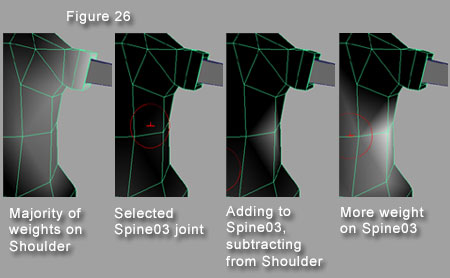 Figure 26
Majority of
weights on
Shoulder
Selected
Spine03 joint
Adding to
Spine03,
subtracting
from Shoulder
More weight
on Spine03